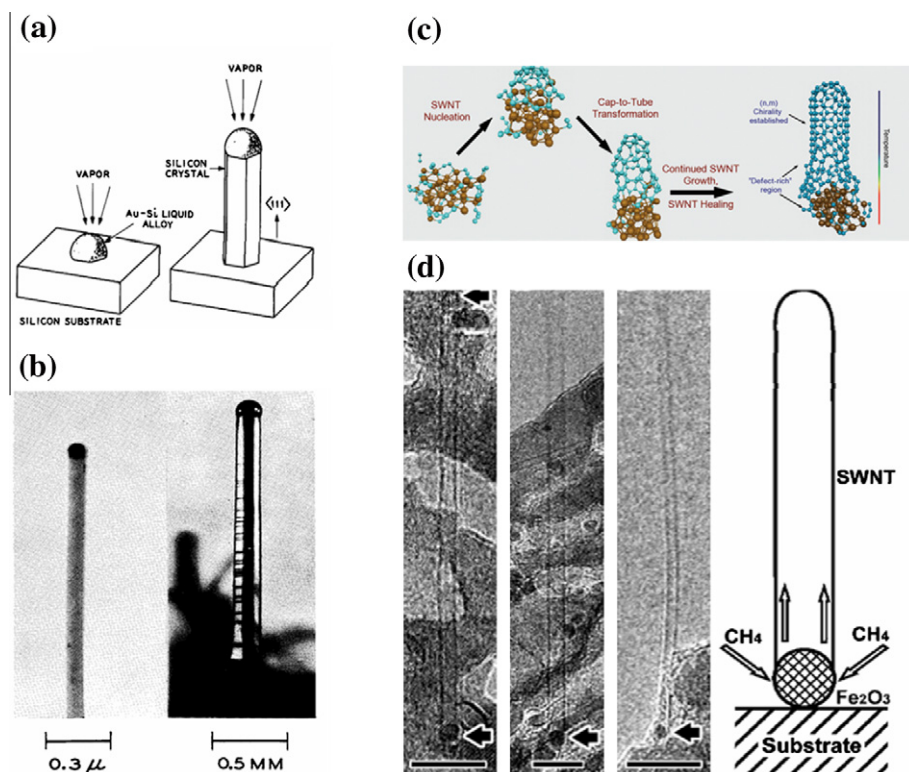 (a)
VAPOR
SILICON
CRYSTAL
VAPOR
⟨111⟩
Au-Si LIQUID
ALLOY
SILICON SUBSTRATE
(b)
0.3 μ
0.5 MM
(c)
SWNT
Nucleation
Cap-to-Tube
Transformation
Continued SWNT
Growth,
SWNT Healing
(n,m)
Chirality
established
"Defect-rich"
region
Temperature
(d)
SWNT
CH4
CH4
Fe2O3
Substrate